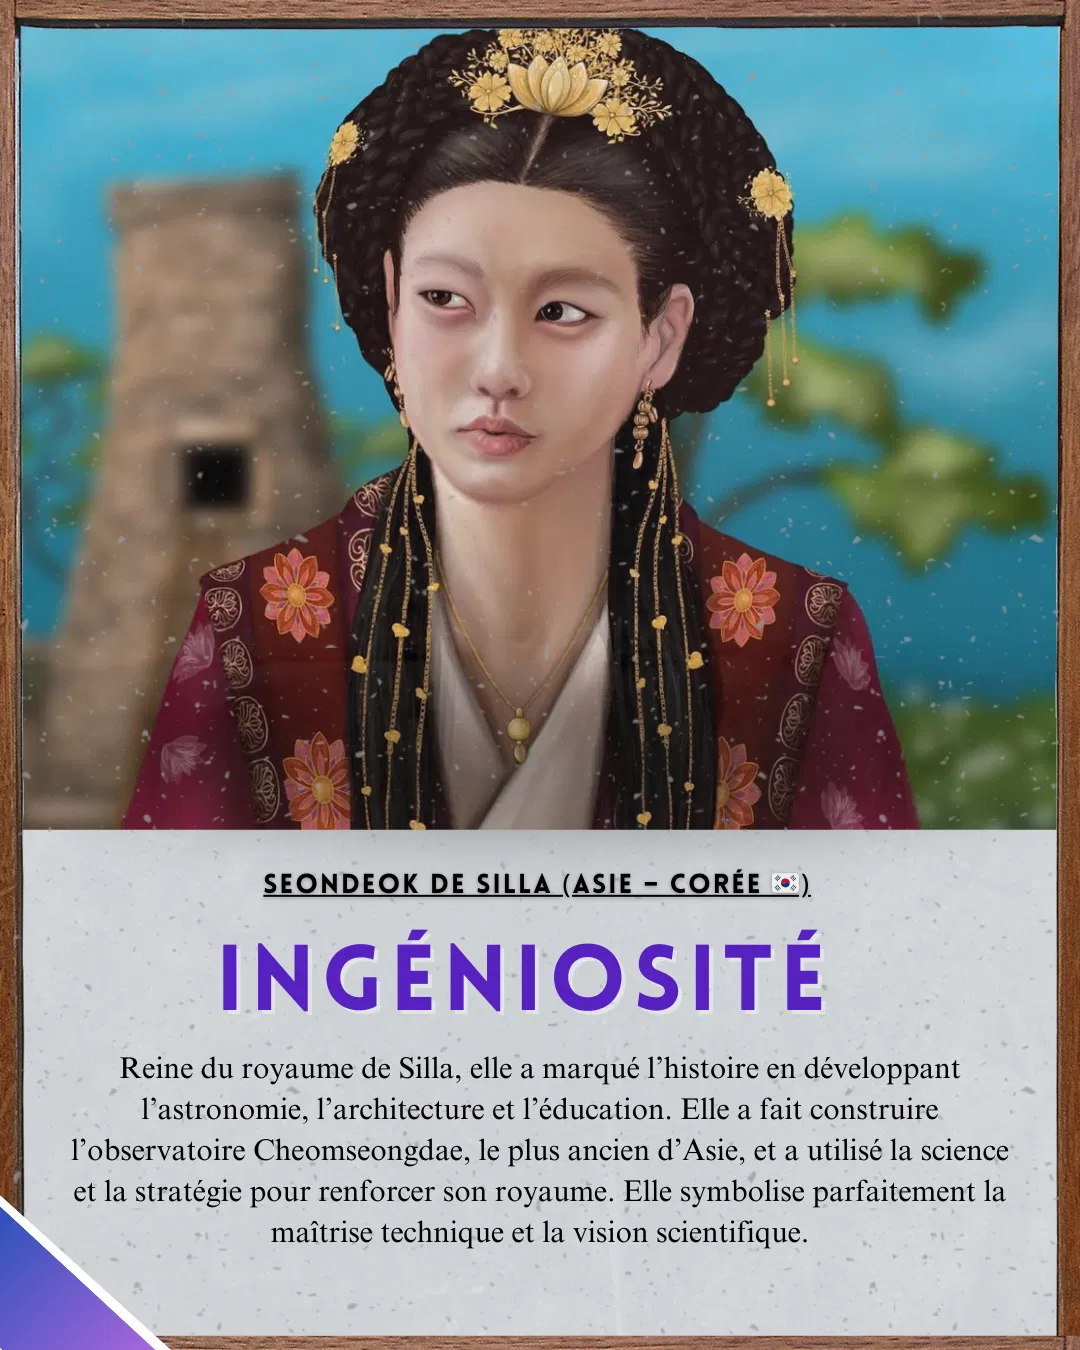 SEONDEOK DE SILLA (ASIE – CORÉE 🇰🇷)
INGÉNIOSITÉ
Reine du royaume de Silla, elle a marqué l’histoire en développant
l’astronomie, l’architecture et l’éducation. Elle a fait construire
l’observatoire Cheomseongdae, le plus ancien d’Asie, et a utilisé la science
et la stratégie pour renforcer son royaume. Elle symbolise parfaitement la
maîtrise technique et la vision scientifique.